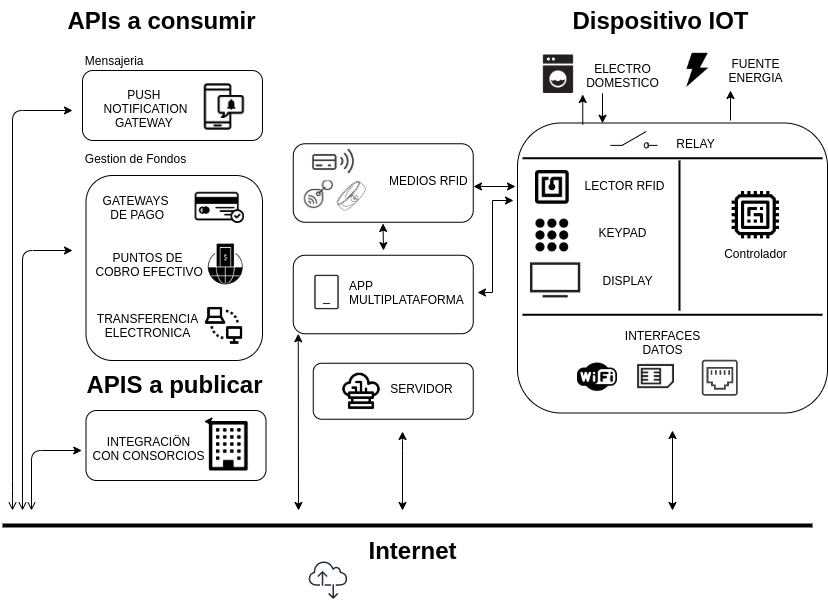 APIs a consumir
Mensajeria
PUSH
NOTIFICATION
GATEWAY
Gestion de Fondos
GATEWAYS
DE PAGO
PUNTOS DE
COBRO EFECTIVO
TRANSFERENCIA
ELECTRONICA
APIS a publicar
INTEGRACIÖN
CON CONSORCIOS
MEDIOS RFID
APP
MULTIPLATAFORMA
SERVIDOR
Dispositivo IOT
ELECTRO
DOMESTICO
FUENTE
ENERGIA
RELAY
LECTOR RFID
KEYPAD
DISPLAY
Controlador
INTERFACES
DATOS
WiFi
Internet